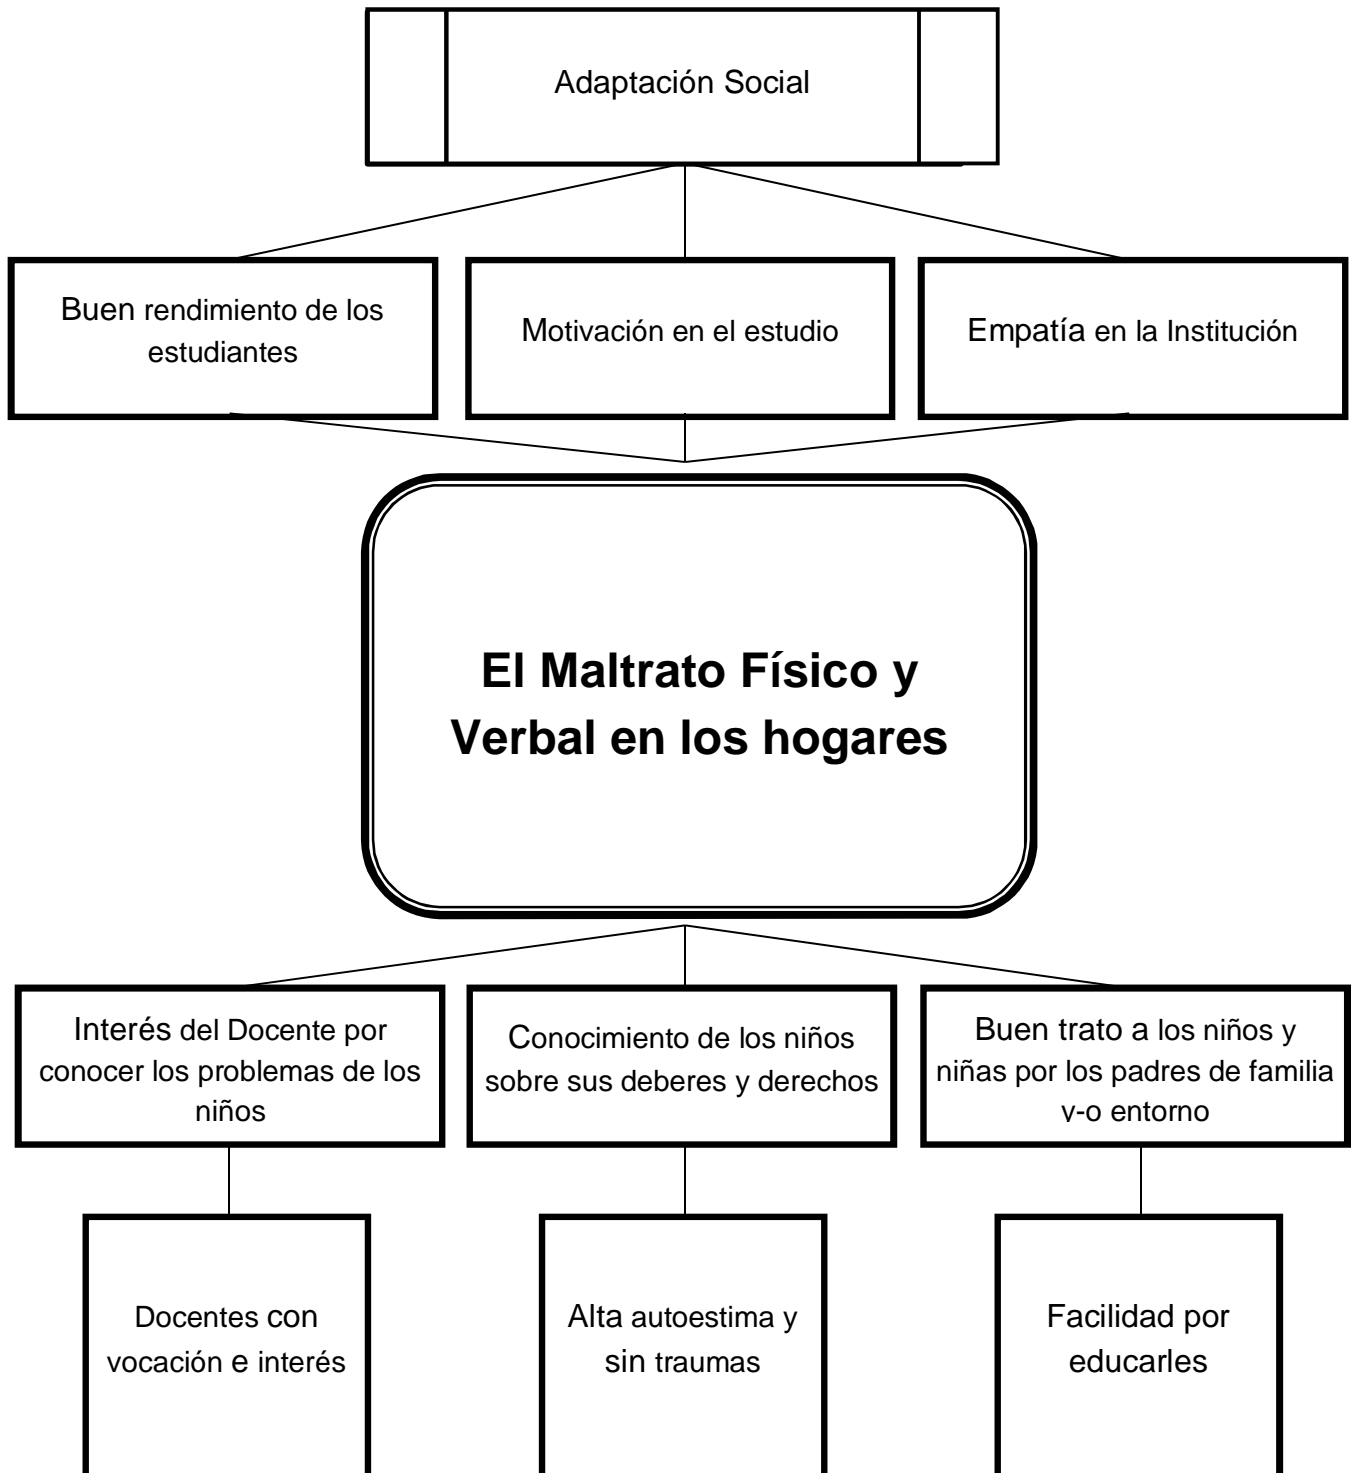 Adaptación Social
Buen rendimiento de los
estudiantes
Motivación en el estudio
Empatía en la Institución
El Maltrato Físico y
Verbal en los hogares
Interés del Docente por
conocer los problemas de los
niños
Conocimiento de los niños
sobre sus deberes y derechos
Buen trato a los niños y
niñas por los padres de familia
y-o entorno
Docentes con
vocación e interés
Alta autoestima y
sin traumas
Facilidad por
educarles